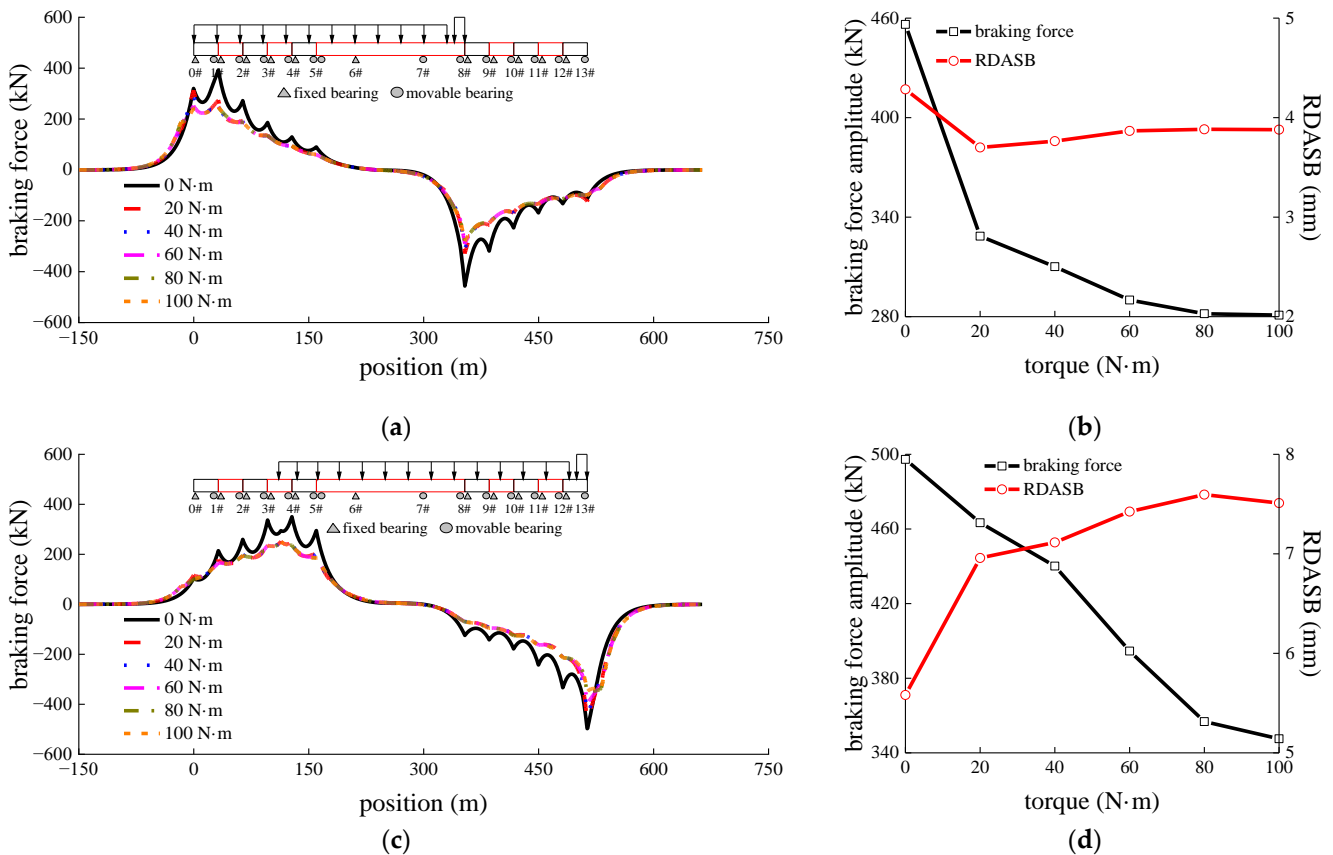 600
400
200
0
−200
−400
−600
braking force (kN)
0# 1# 2# 3# 4# 5# 6# 7# 8# 9# 10# 11# 12# 13#
fixed bearing movable bearing
0 N·m
20 N·m
40 N·m
60 N·m
80 N·m
100 N·m
−150 0 150 300 450 600 750
position (m)
(a)
460
400
340
280
braking force amplitude (kN)
braking force
RDASB
5
4
3
2
RDASB (mm)
0 20 40 60 80 100
torque (N·m)
(b)
600
400
200
0
−200
−400
−600
braking force (kN)
0# 1# 2# 3# 4# 5# 6# 7# 8# 9# 10# 11# 12# 13#
fixed bearing movable bearing
0 N·m
20 N·m
40 N·m
60 N·m
80 N·m
100 N·m
−150 0 150 300 450 600 750
position (m)
(c)
500
460
420
380
340
braking force amplitude (kN)
braking force
RDASB
8
7
6
5
RDASB (mm)
0 20 40 60 80 100
torque (N·m)
(d)